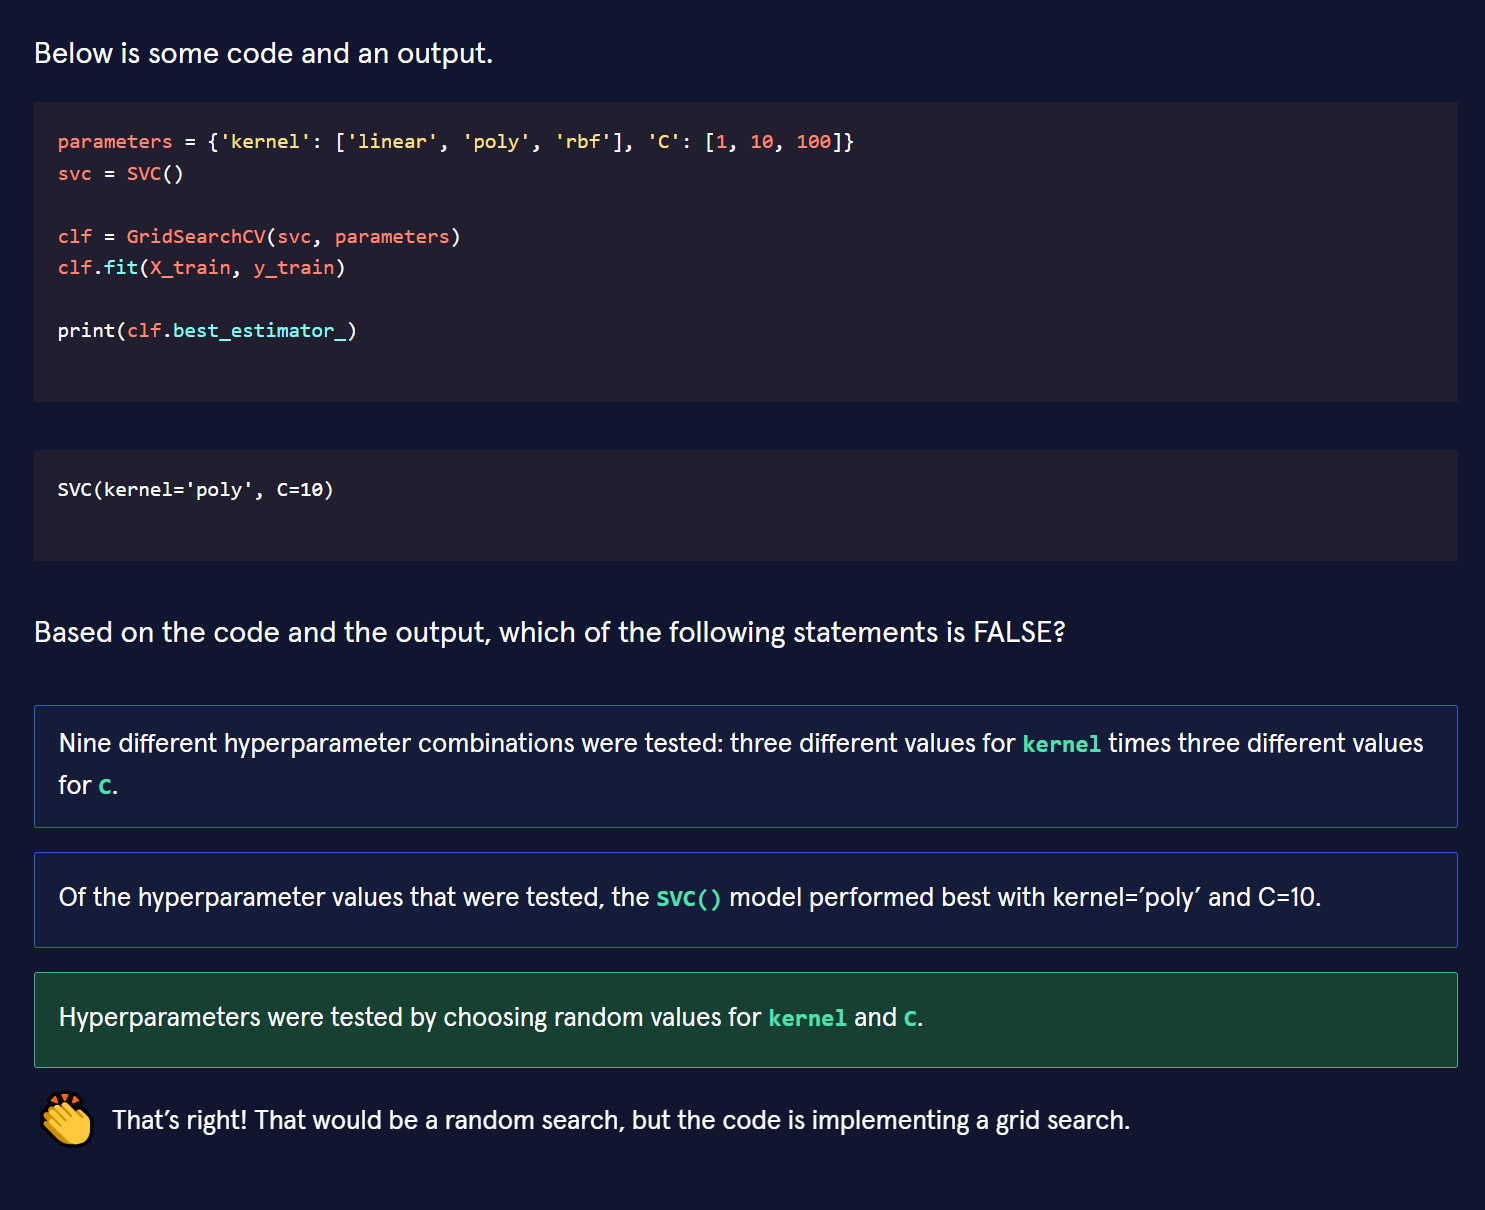 Below is some code and an output.
parameters = {'kernel': ['linear', 'poly', 'rbf'], 'C': [1, 10, 100]}
svc = SVC()
clf = GridSearchCV(svc, parameters)
clf.fit(X_train, y_train)
print(clf.best_estimator_)
SVC(kernel='poly', C=10)
Based on the code and the output, which of the following statements is FALSE?
Nine different hyperparameter combinations were tested: three different values for kernel times three different values
for C.
Of the hyperparameter values that were tested, the SVC() model performed best with kernel=’poly’ and C=10.
Hyperparameters were tested by choosing random values for kernel and C.
That’s right! That would be a random search, but the code is implementing a grid search.